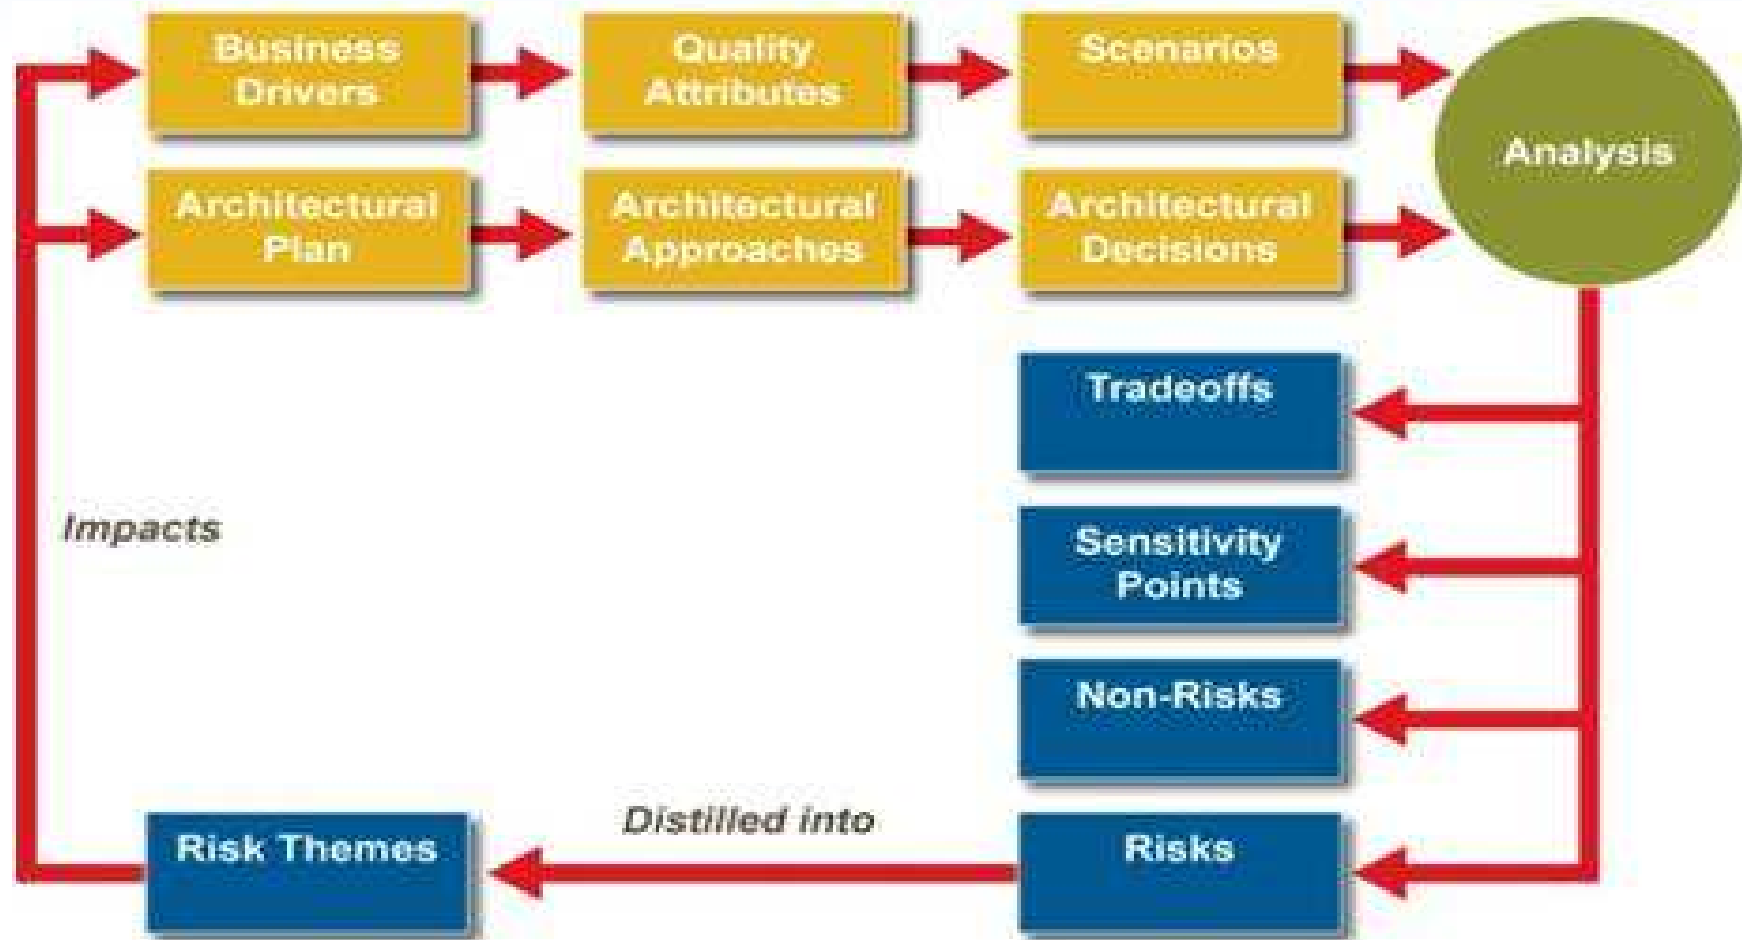 Business
Drivers
Quality
Attributes
Scenarios
Analysis
Architectural
Plan
Architectural
Approaches
Architectural
Decisions
Tradeoffs
Impacts
Sensitivity
Points
Non-Risks
Distilled into
Risk Themes
Risks